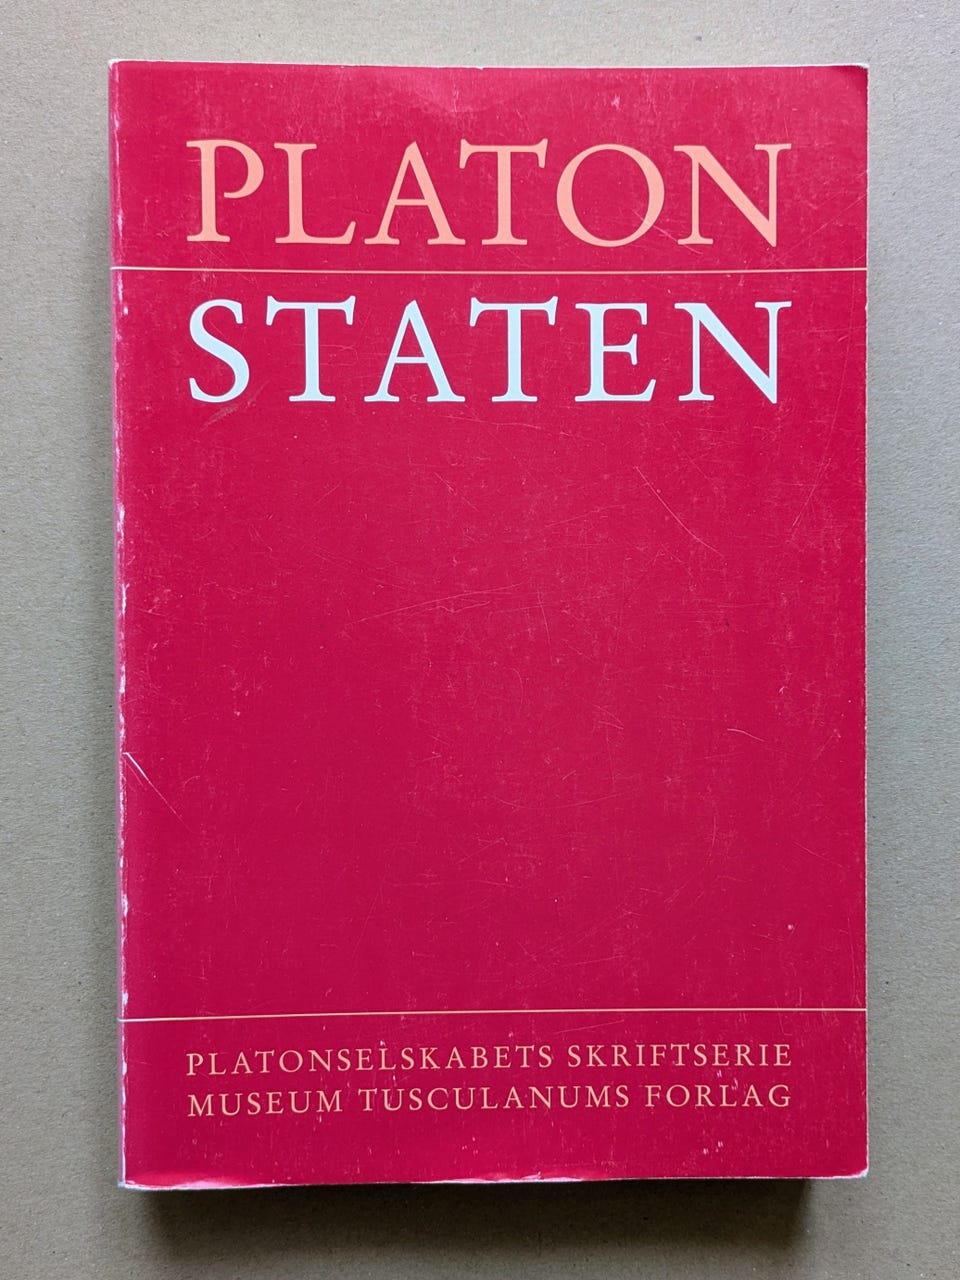 PLATON
STATEN
PLATONSELSKABETS SKRIFTSERIE
MUSEUM TUSCULANUMS FORLAG